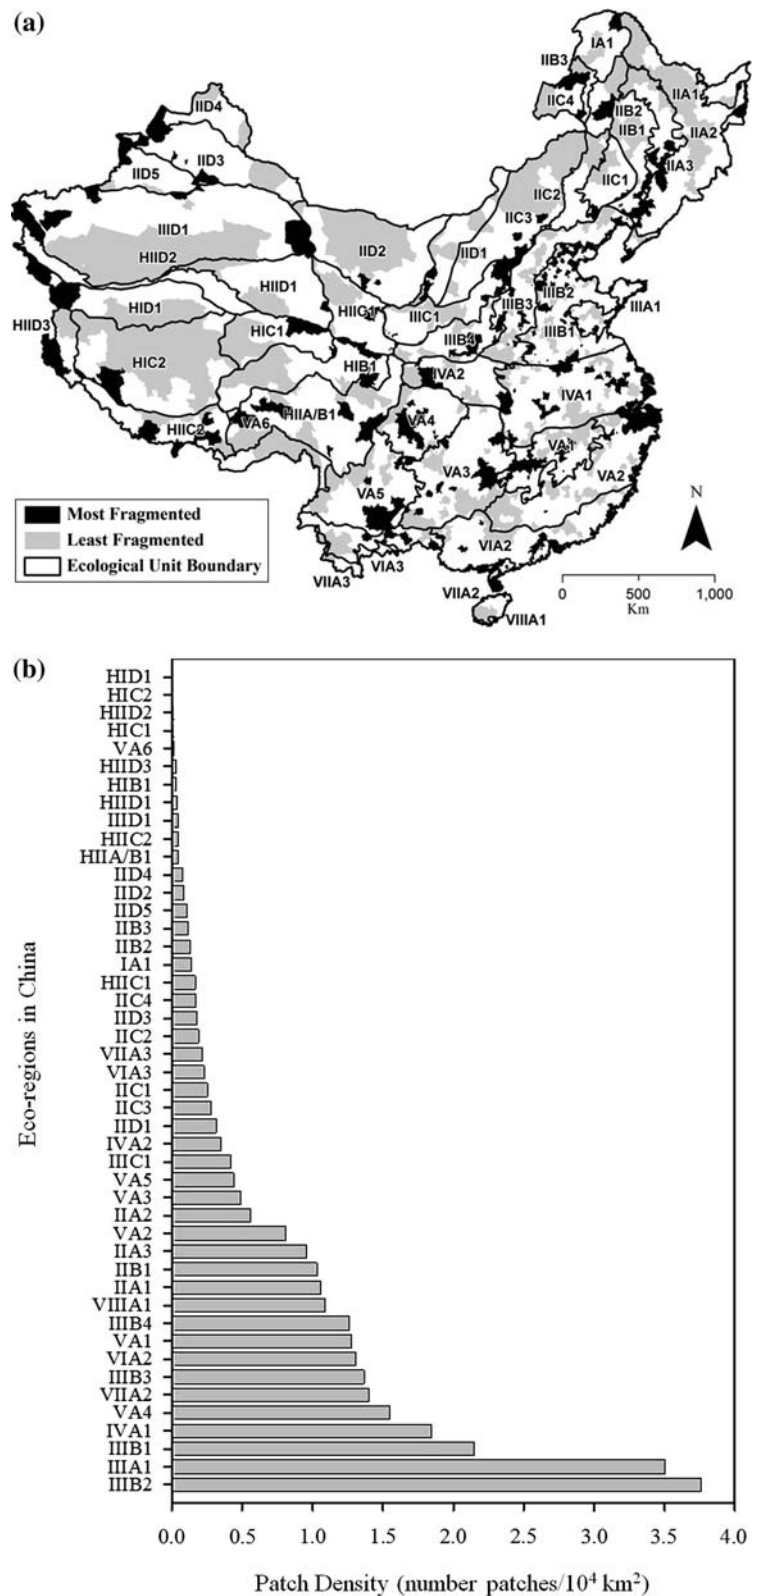 (a)
IA1
IIB3
IID4
IIC4
IIB2
IIA1
IIB1
IIA2
IID3
IIA3
IID5
IIC1
IIC2
IIC3
IIID1
IID2
IID1
HIID2
HIID1
IIIB2
IIIA1
HID1
HIIC1
IIIC1
IIIB3
HIID3
HIC1
IIIB4
IIIB1
HIC2
HIB1
IVA2
IVA1
HIIA/B1
HIIC2
VA6
VA4
VA1
VA3
VA2
VA5
N
Most Fragmented
Least Fragmented
Ecological Unit Boundary
VIA2
VIA3
VIIA3
VIIA2
VIIIA1
0 500 1,000
Km
(b)
HID1
HIC2
HIID2
HIC1
VA6
HIID3
HIB1
HIID1
IIID1
HIIC2
HIIA/B1
IID4
IID2
IID5
IIB3
IIB2
IA1
HIIC1
IIC4
IID3
IIC2
VIIA3
VIA3
IIC1
IIC3
IID1
IVA2
IIIC1
VA5
VA3
IIA2
VA2
IIA3
IIB1
IIA1
VIIIA1
IIIB4
VA1
VIA2
IIIB3
VIIA2
VA4
IVA1
IIIB1
IIIA1
IIIB2
Eco-regions in China
0.0 0.5 1.0 1.5 2.0 2.5 3.0 3.5 4.0
Patch Density (number patches/10⁴ km²)